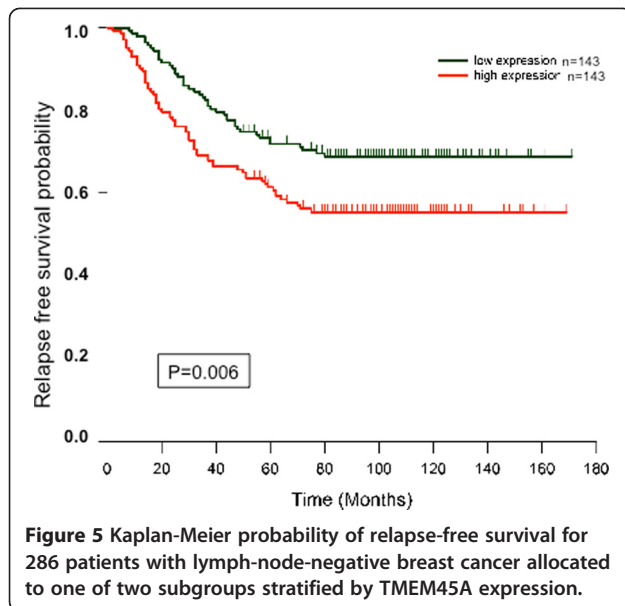 1.0
0.8
0.6
0.4
0.2
0.0
Relapse free survival probability
low expression n=143
high expression n=143
P=0.006
0 20 40 60 80 100 120 140 160 180
Time (Months)
Figure 5 Kaplan-Meier probability of relapse-free survival for
286 patients with lymph-node-negative breast cancer allocated
to one of two subgroups stratified by TMEM45A expression.